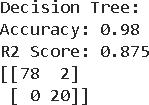 Decision Tree:
Accuracy: 0.98
R2 Score: 0.875
[[78  2]
 [ 0 20]]